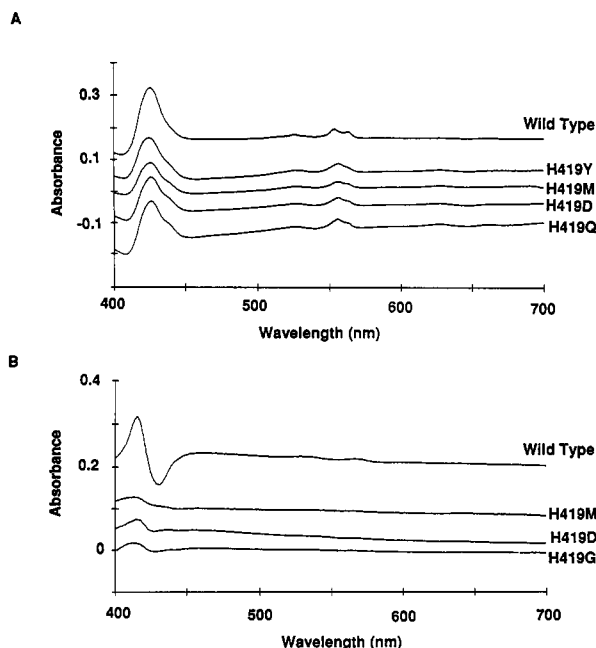 A
0.3
0.1
-0.1
Absorbance
Wild Type
H419Y
H419M
H419D
H419Q
400
500
600
700
Wavelength (nm)
B
0.4
0.2
0
Absorbance
Wild Type
H419M
H419D
H419G
400
500
600
700
Wavelength (nm)